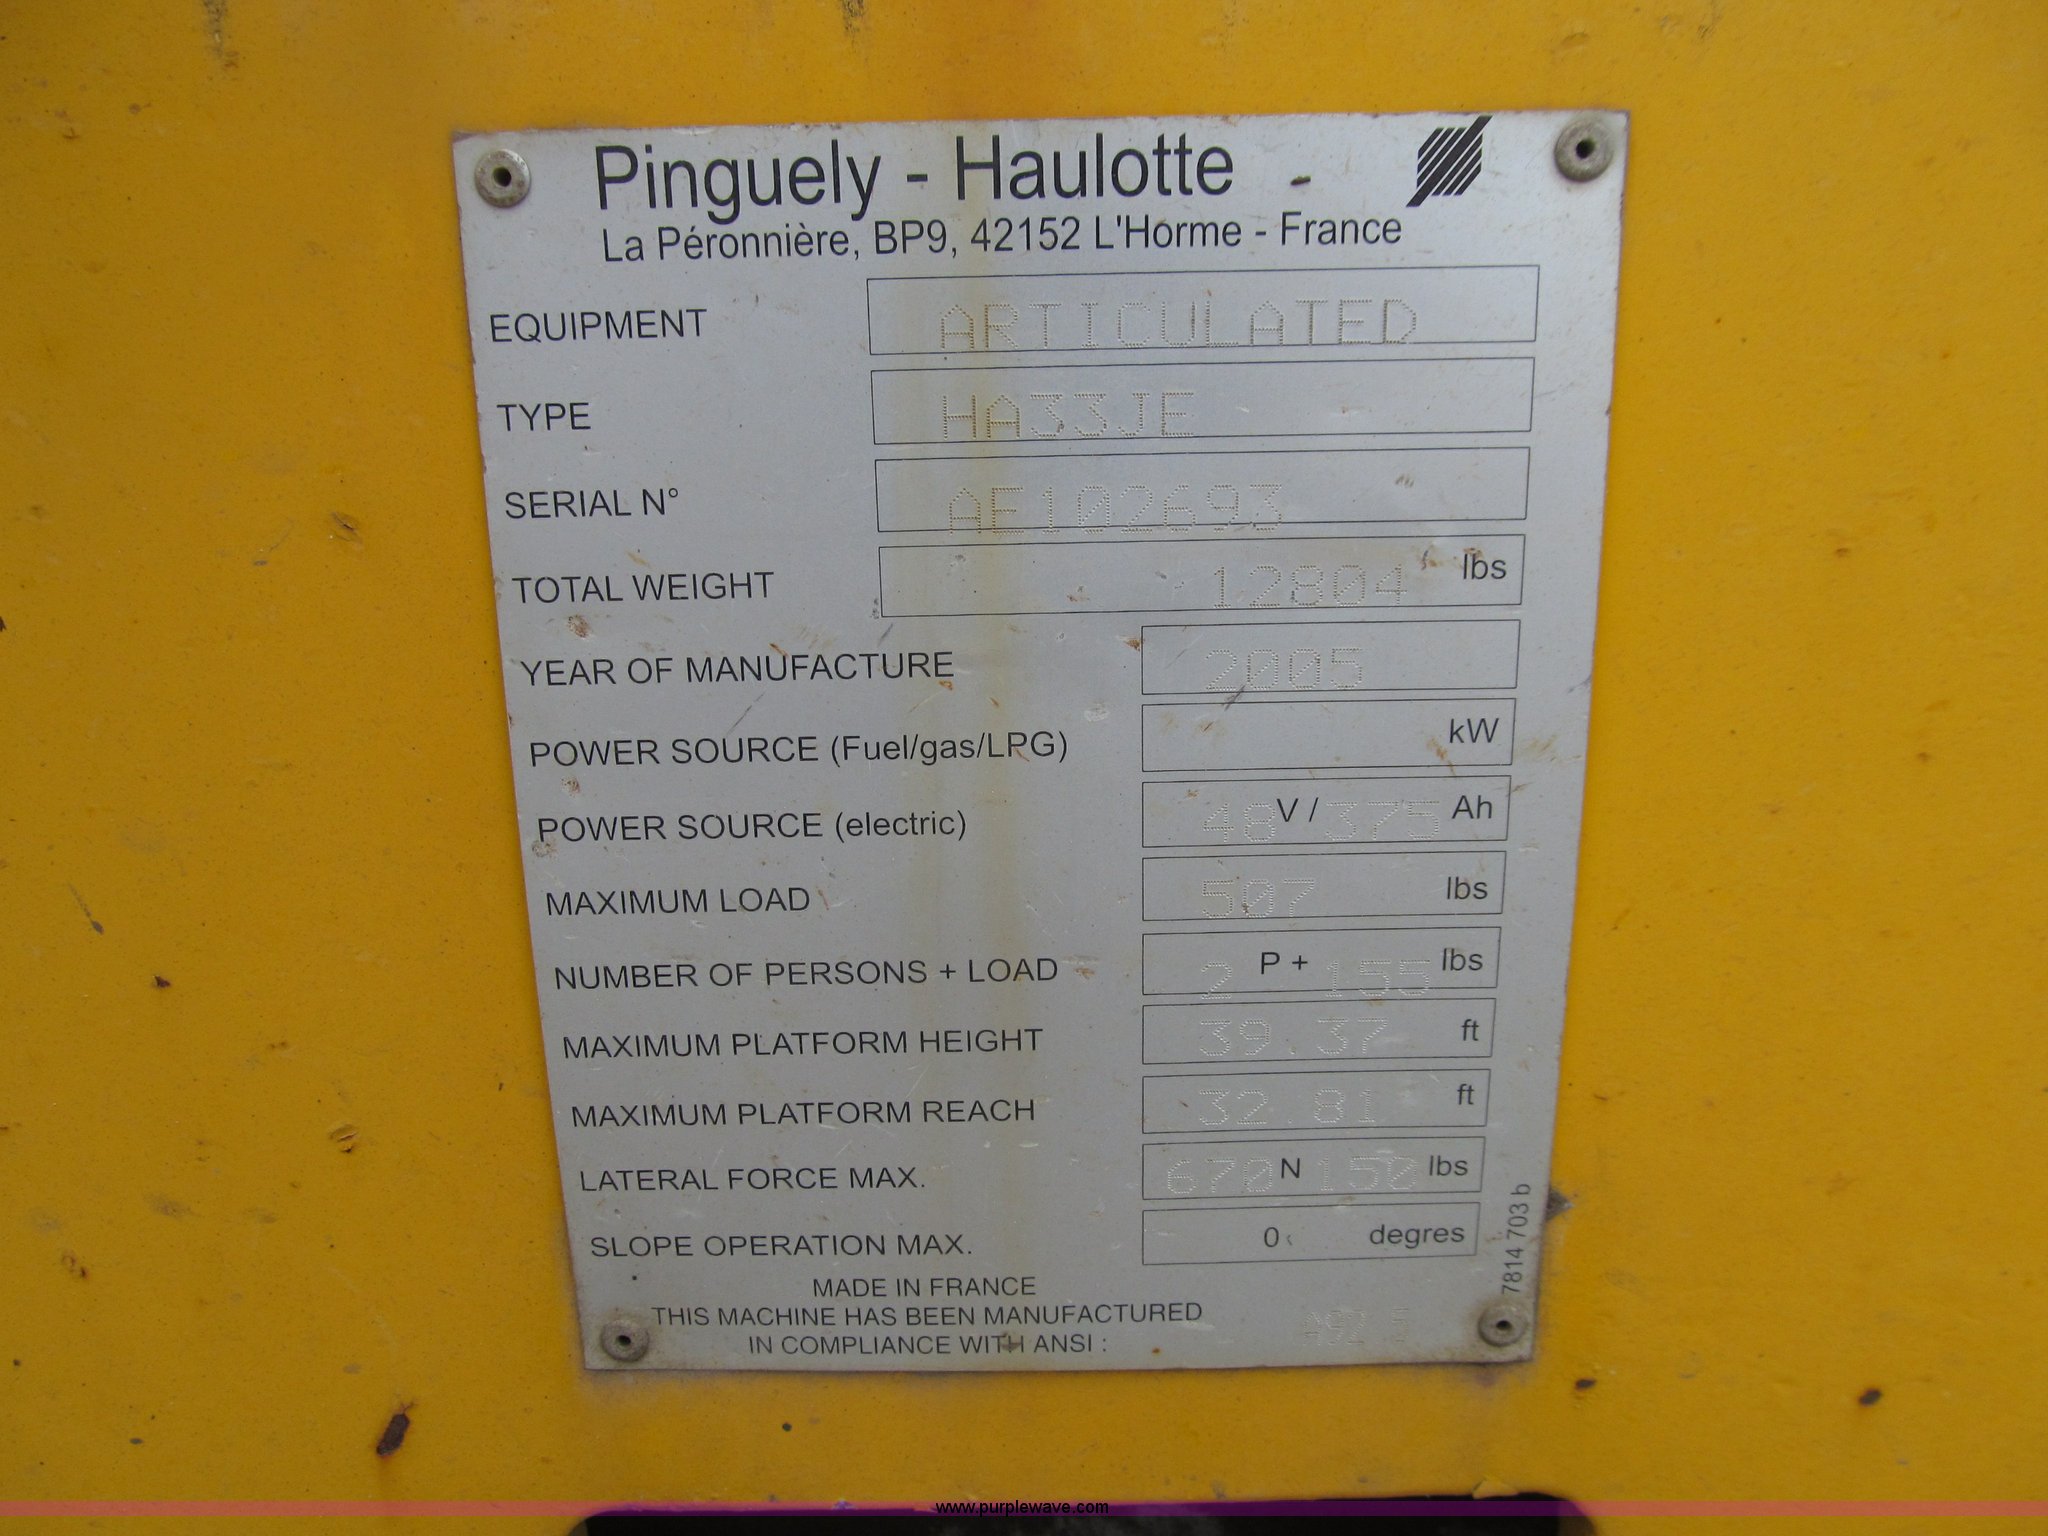 Pinguely - Haulotte
La Péronnière, BP9, 42152 L'Horme - France
EQUIPMENT ARTICULATED
TYPE HA33JE
SERIAL N° AE102693
TOTAL WEIGHT 12804 lbs
YEAR OF MANUFACTURE 2005
POWER SOURCE (Fuel/gas/LPG) kW
POWER SOURCE (electric) 48 V / 375 Ah
MAXIMUM LOAD 507 lbs
NUMBER OF PERSONS + LOAD 2 P + 155 lbs
MAXIMUM PLATFORM HEIGHT 39.37 ft
MAXIMUM PLATFORM REACH 32.81 ft
LATERAL FORCE MAX. 670 N 150 lbs
SLOPE OPERATION MAX. 0 degres
MADE IN FRANCE
THIS MACHINE HAS BEEN MANUFACTURED
IN COMPLIANCE WITH ANSI :
7814 703 b
www.purplewave.com